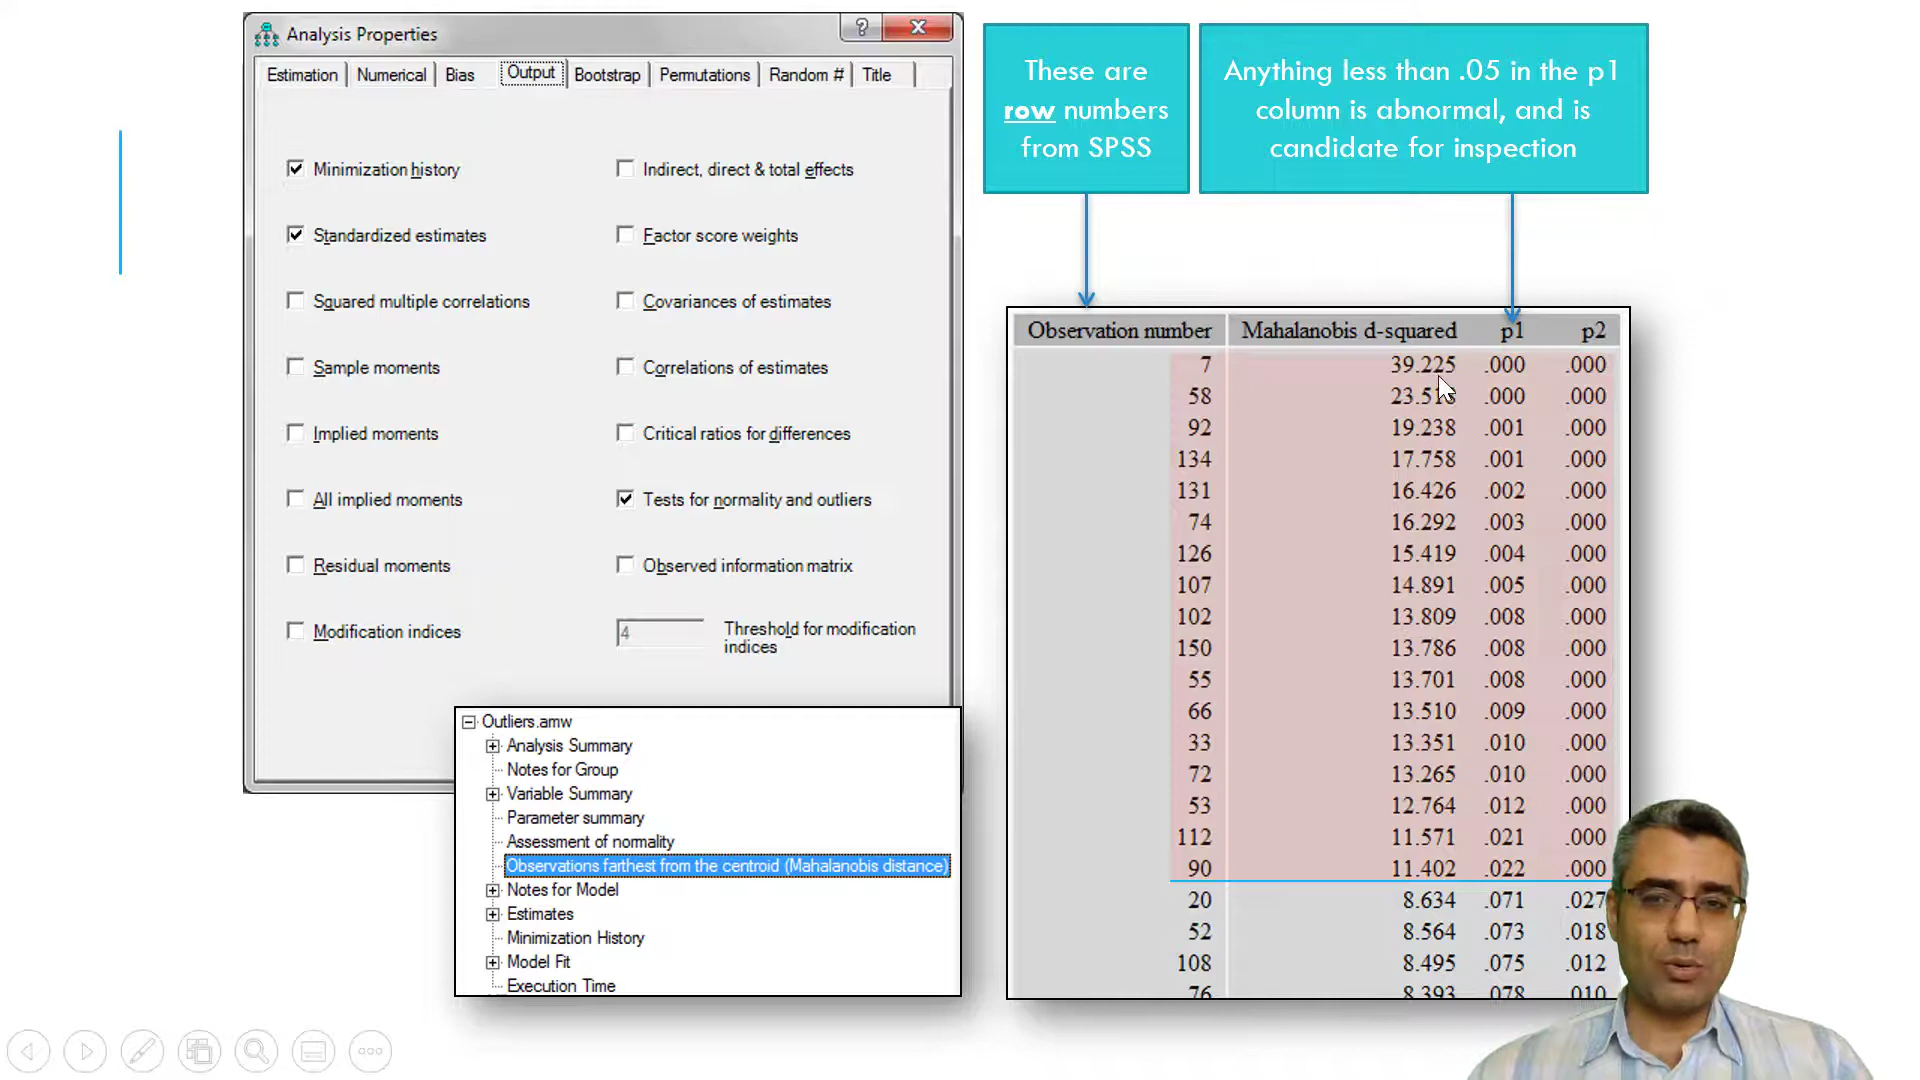 Analysis Properties
?
Estimation
Numerical
Bias
Output
Bootstrap
Permutations
Random #
Title
Minimization history
Indirect, direct & total effects
Standardized estimates
Factor score weights
Squared multiple correlations
Covariances of estimates
Sample moments
Correlations of estimates
Implied moments
Critical ratios for differences
All implied moments
Tests for normality and outliers
Residual moments
Observed information matrix
Modification indices
4
Threshold for modification
indices
Outliers.amw
Analysis Summary
Notes for Group
Variable Summary
Parameter summary
Assessment of normality
Observations farthest from the centroid (Mahalanobis distance)
Notes for Model
Estimates
Minimization History
Model Fit
Execution Time
These are
row numbers
from SPSS
Anything less than .05 in the p1
column is abnormal, and is
candidate for inspection
Observation number Mahalanobis d-squared p1 p2
7 39.225 .000 .000
58 .000 .000
92 19.238 .001 .000
134 17.758 .001 .000
131 16.426 .002 .000
74 16.292 .003 .000
126 15.419 .004 .000
107 14.891 .005 .000
102 13.809 .008 .000
150 13.786 .008 .000
55 13.701 .008 .000
66 13.510 .009 .000
33 13.351 .010 .000
72 13.265 .010 .000
53 12.764 .012 .000
112 11.571 .021 .000
90 11.402 .022 .000
20 8.634 .071 .027
52 8.564 .073 .018
108 8.495 .075 .012
76 8.393 .078 .010